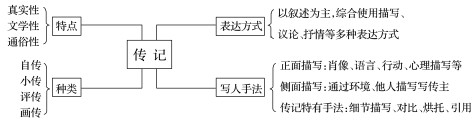 真实性
文学性
通俗性
特点
自传
小传
评传
画传
种类
传 记
表达方式
以叙述为主,综合使用描写、
议论、抒情等多种表达方式
写人手法
正面描写:肖像、语言、行动、心理描写等
侧面描写:通过环境、他人描写写传主
传记特有手法:细节描写、对比、烘托、引用